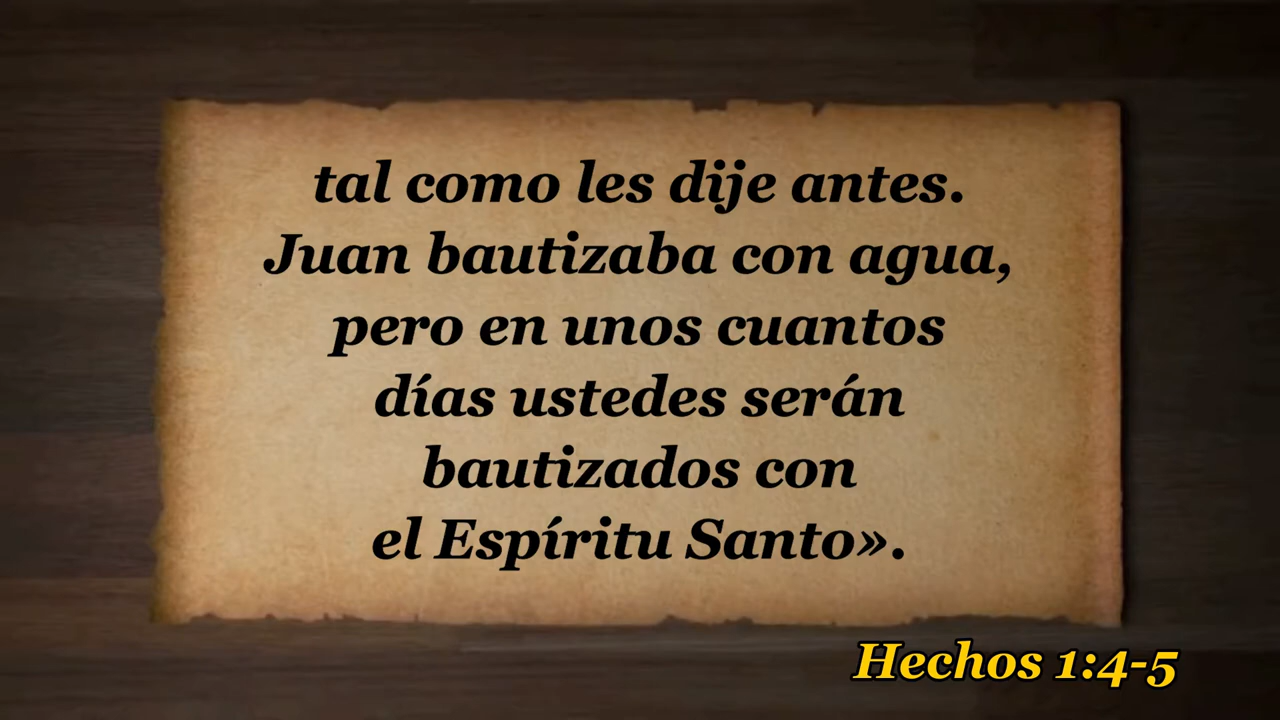 tal como les dije antes.
Juan bautizaba con agua,
pero en unos cuantos
días ustedes serán
bautizados con
el Espíritu Santo».
Hechos 1:4-5